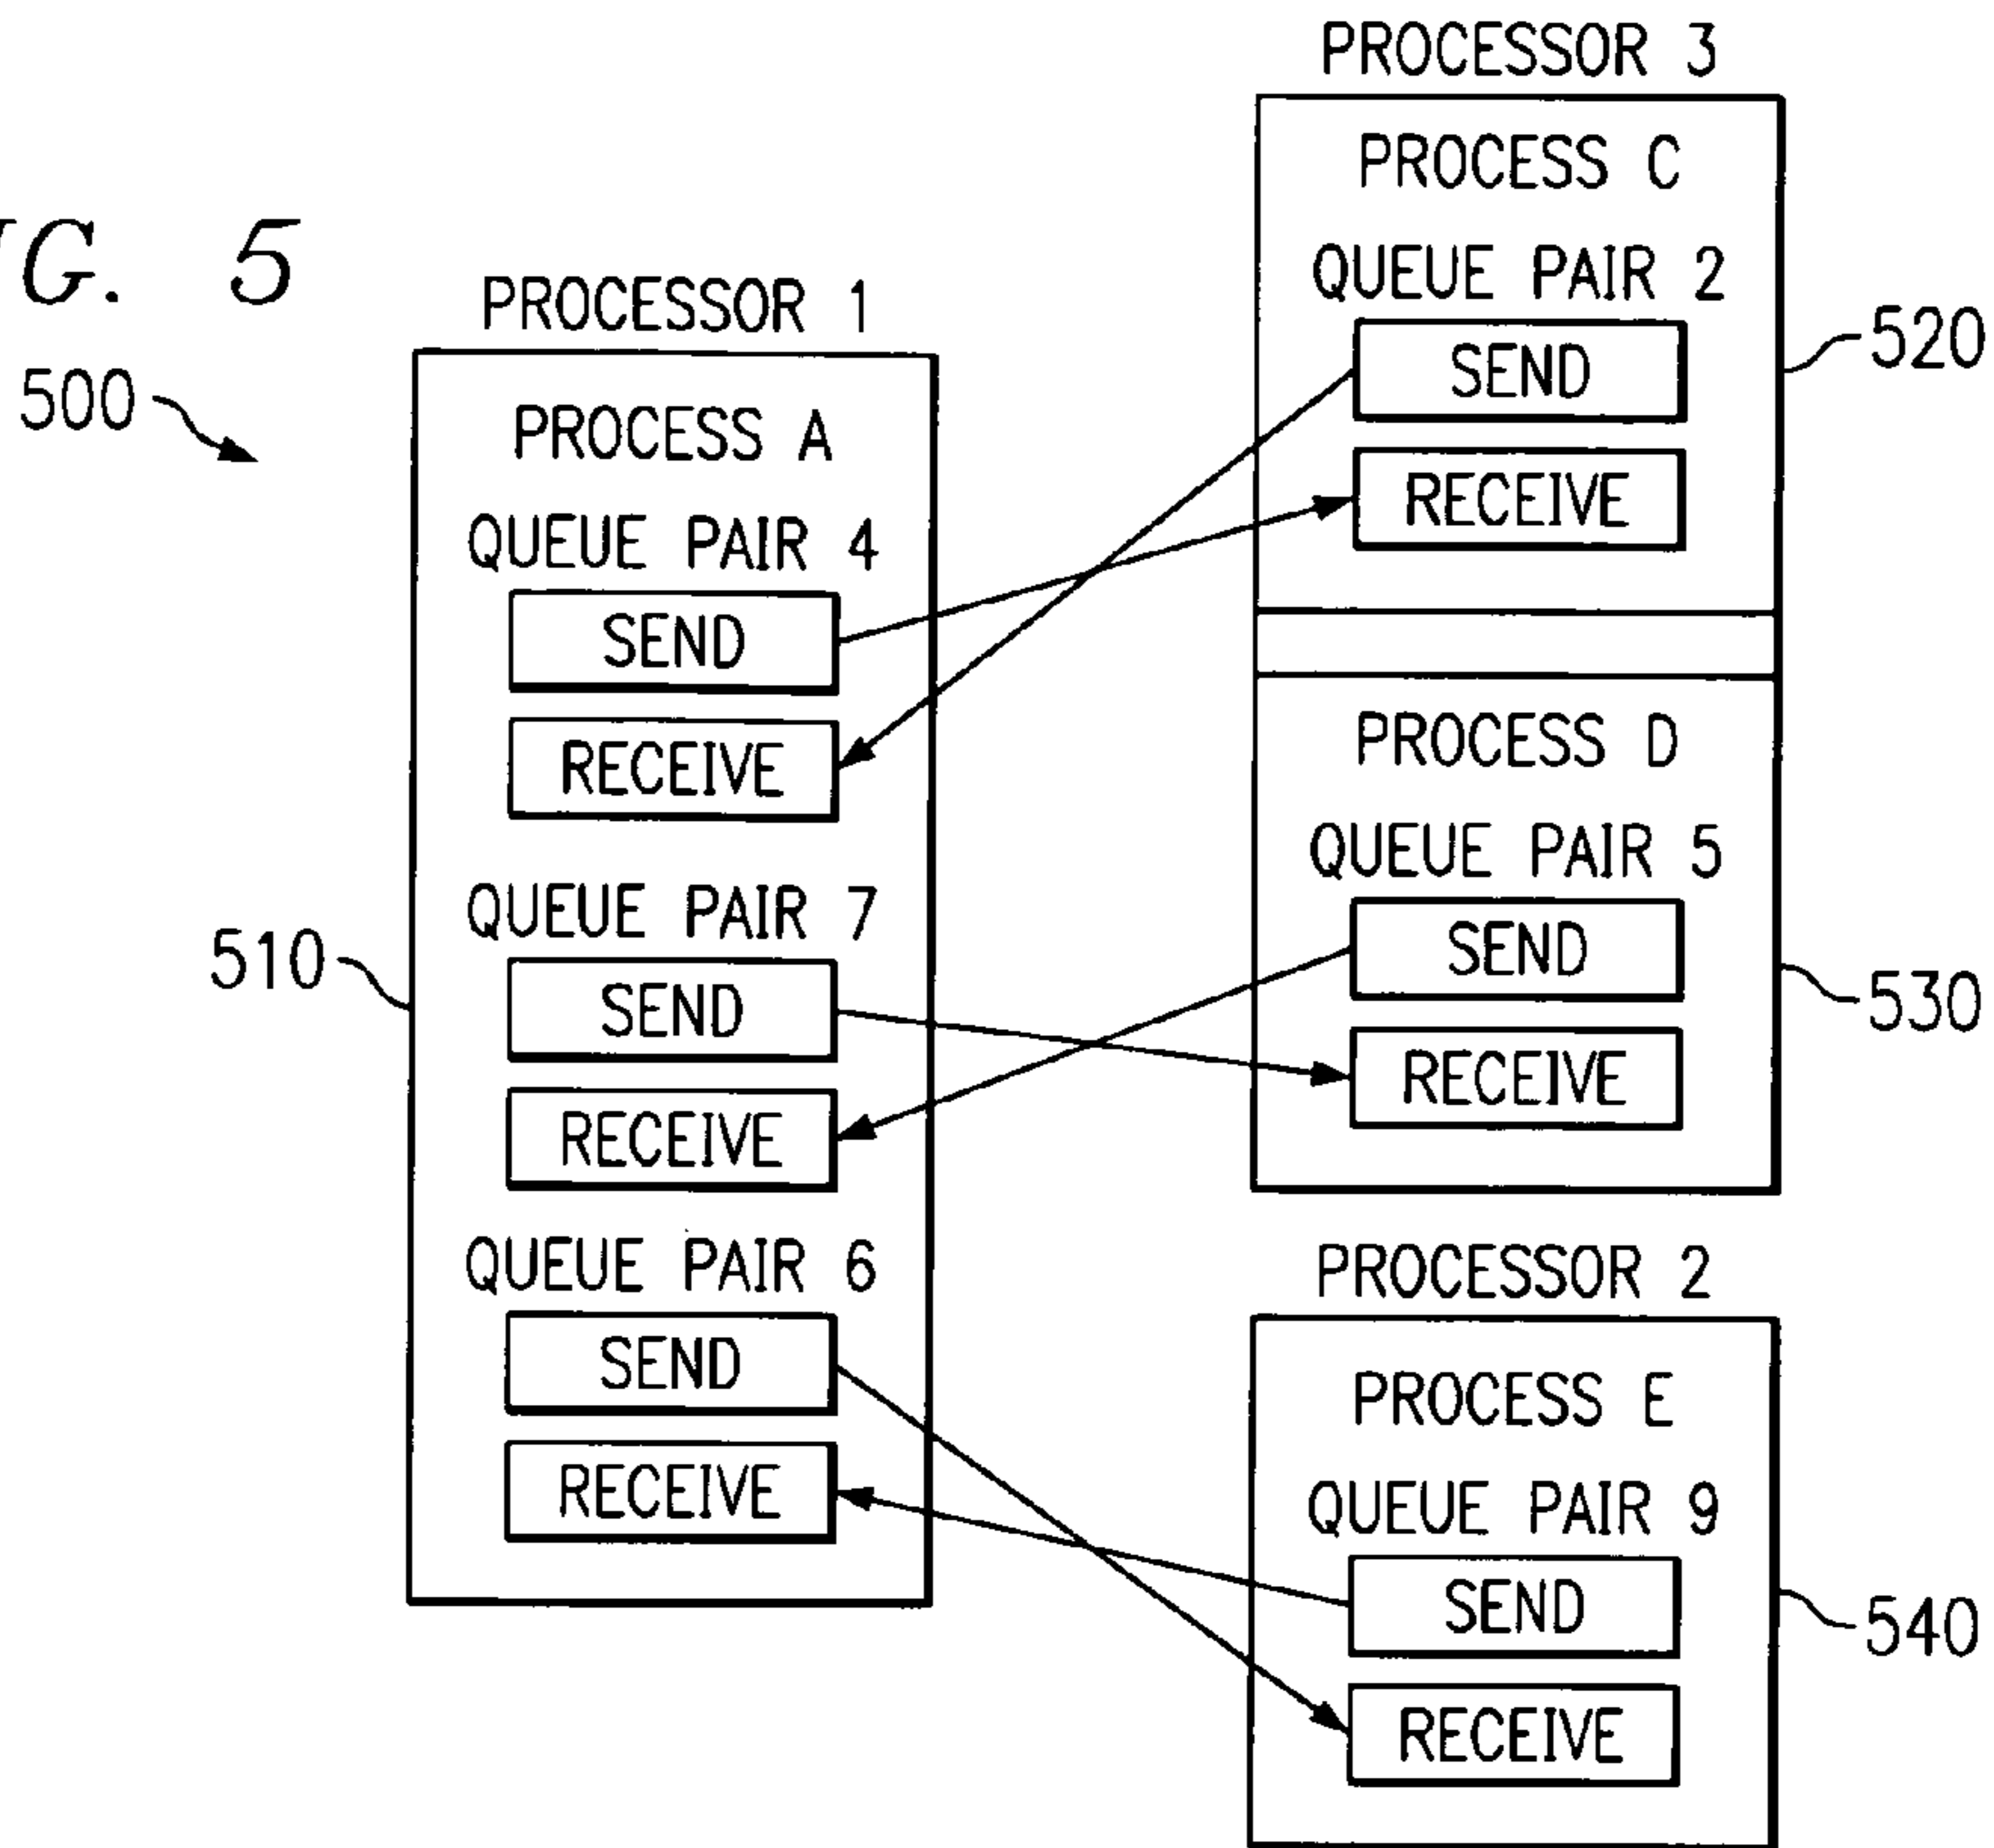 G. 5
500
PROCESSOR 1
PROCESS A
QUEUE PAIR 4
SEND
RECEIVE
QUEUE PAIR 7
SEND
RECEIVE
QUEUE PAIR 6
SEND
RECEIVE
510
PROCESSOR 3
PROCESS C
QUEUE PAIR 2
SEND
RECEIVE
520
PROCESS D
QUEUE PAIR 5
SEND
RECEIVE
530
PROCESSOR 2
PROCESS E
QUEUE PAIR 9
SEND
RECEIVE
540